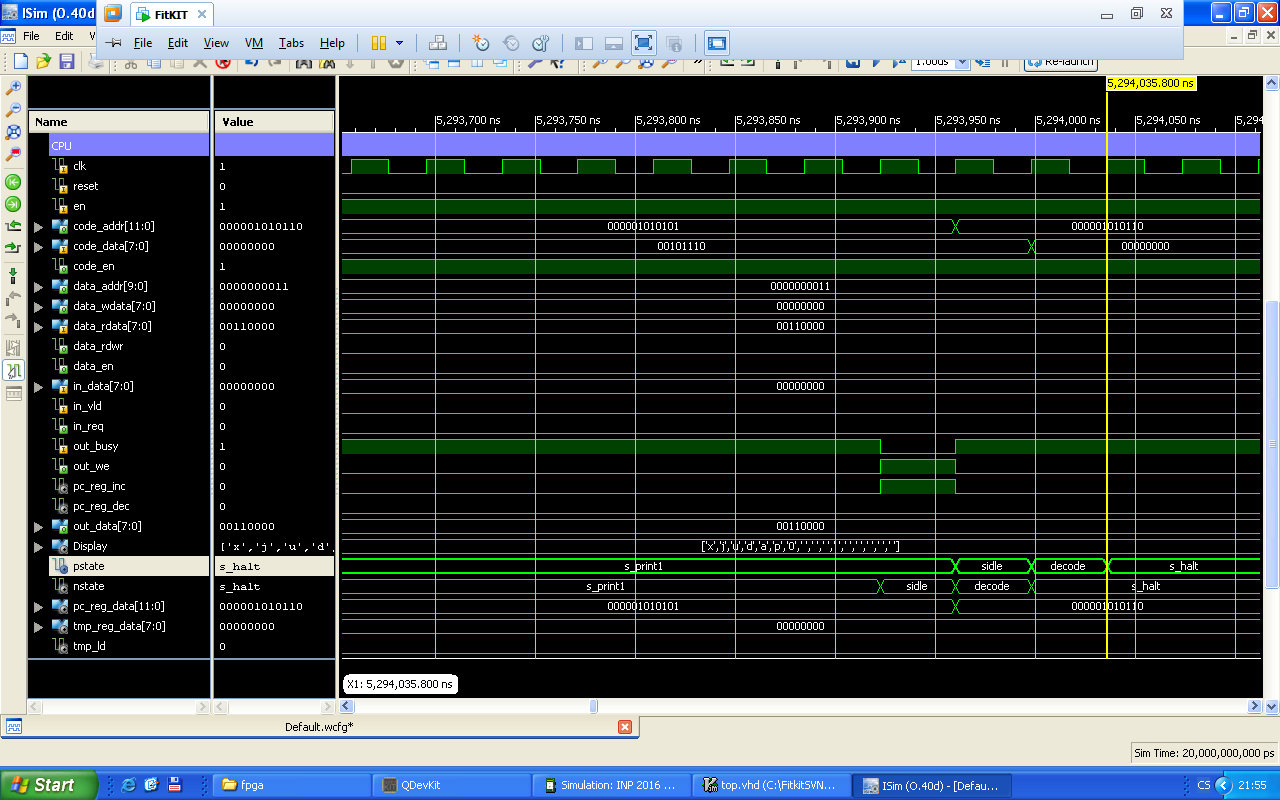 ISim (O.40d
FitKIT
File Edit V
File Edit View VM Tabs Help
1.00us
Re-launch
5,294,035.800 ns
Name Value
5,293,700 ns 5,293,750 ns 5,293,800 ns 5,293,850 ns 5,293,900 ns 5,293,950 ns 5,294,000 ns 5,294,050 ns 5,294
CPU
clk 1
reset 0
en 1
code_addr[11:0] 000001010110 000001010101 000001010110
code_data[7:0] 00000000 00101110 00000000
code_en 1
data_addr[9:0] 0000000011 0000000011
data_wdata[7:0] 00000000 00000000
data_rdata[7:0] 00110000 00110000
data_rdwr 0
data_en 0
in_data[7:0] 00000000 00000000
in_vld 0
in_req 0
out_busy 1
out_we 0
pc_reg_inc 0
pc_reg_dec 0
out_data[7:0] 00110000 00110000
Display ['x','j','u','d', [x,j,u,d,a,p,0,',',',',',',',',',']
pstate s_halt s_print1 sidle decode s_halt
nstate s_halt s_print1 sidle decode s_halt
pc_reg_data[11:0] 000001010110 000001010101 000001010110
tmp_reg_data[7:0] 00000000 00000000
tmp_ld 0
X1: 5,294,035.800 ns
Default.wcfg*
Sim Time: 20,000,000,000 ps
Start fpga QDevKit Simulation: INP 2016 ... top.vhd (C:\FitkitSVN... ISim (O.40d) - [Defau... CS 21:55